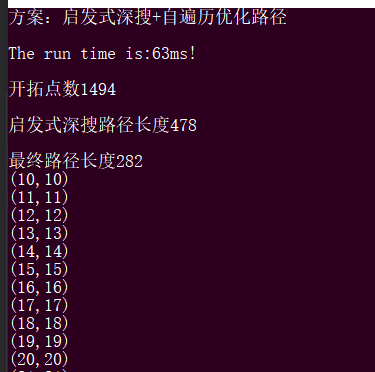 方案：启发式深搜+自遍历优化路径
The run time is:63ms!
开拓点数1494
启发式深搜路径长度478
最终路径长度282
(10,10)
(11,11)
(12,12)
(13,13)
(14,14)
(15,15)
(16,16)
(17,17)
(18,18)
(19,19)
(20,20)